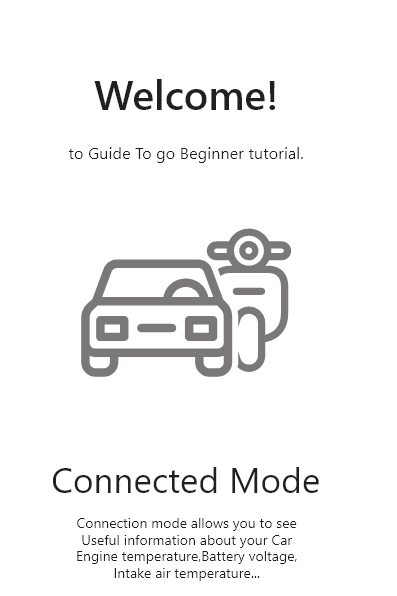 Welcome!
to Guide To go Beginner tutorial.
Connected Mode
Connection mode allows you to see
Useful information about your Car
Engine temperature,Battery voltage,
Intake air temperature...